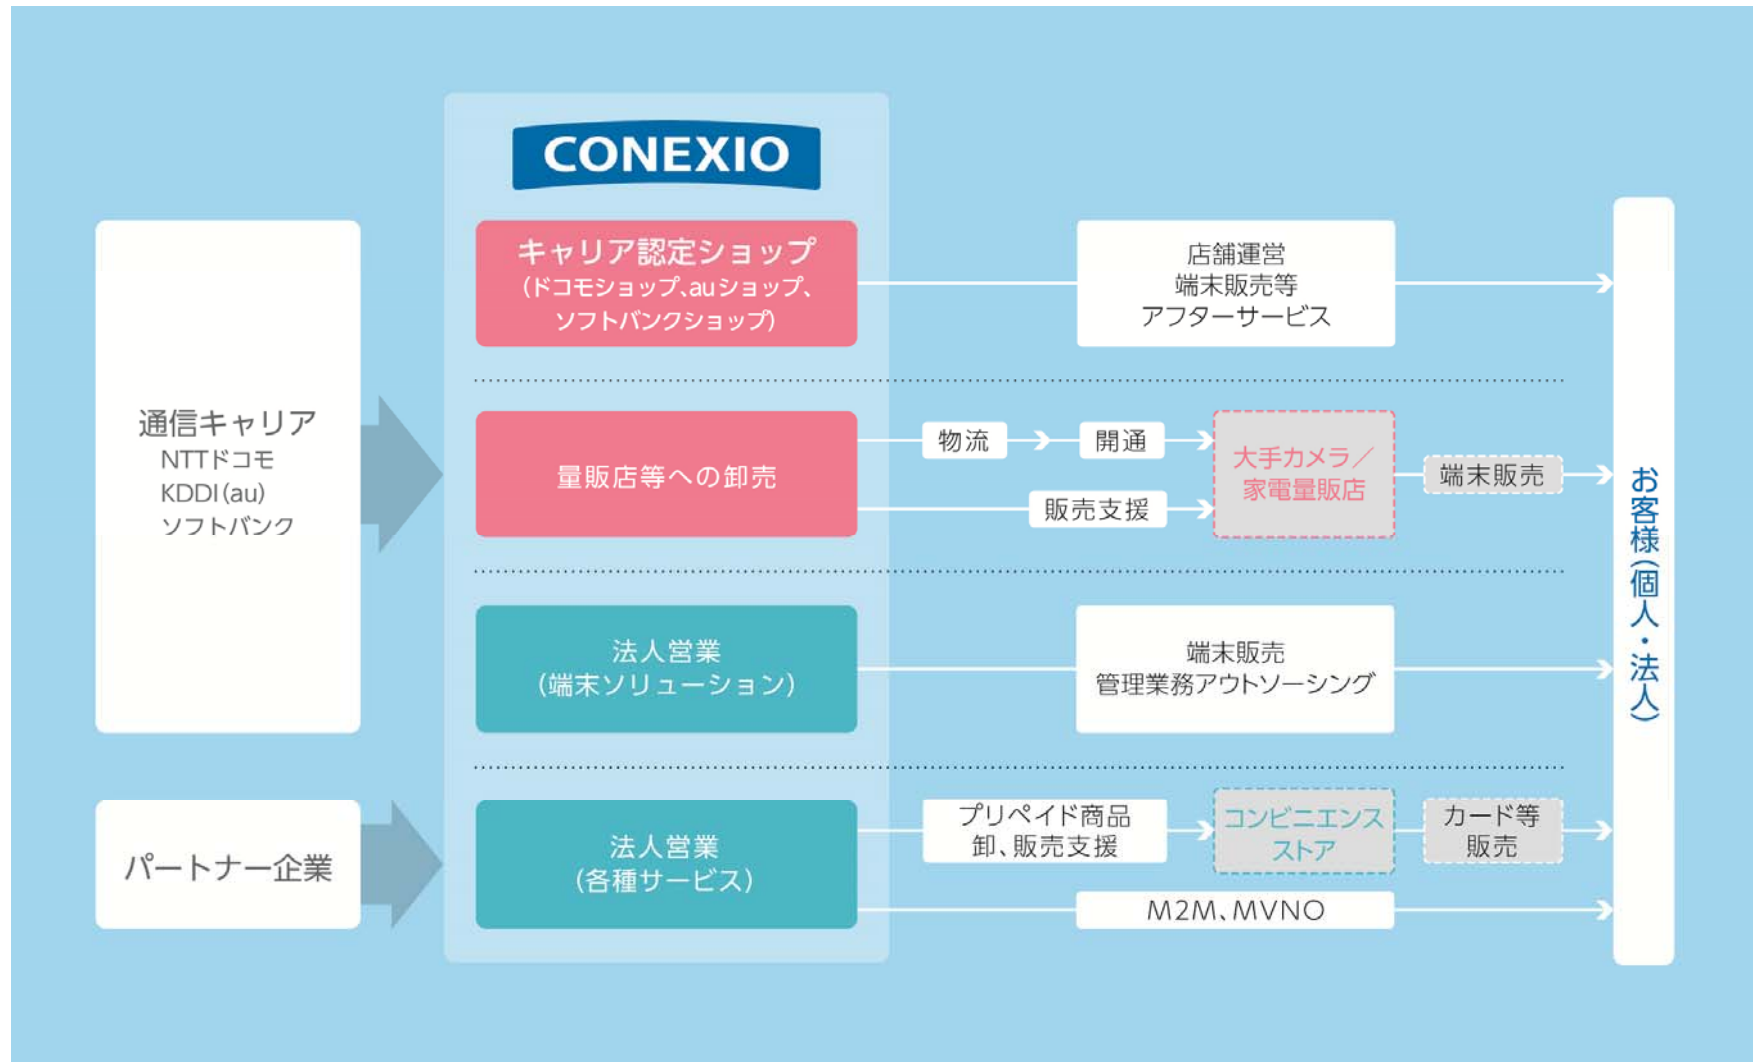 CONEXIO
通信キャリア
NTTドコモ
KDDI(au)
ソフトバンク
キャリア認定ショップ
(ドコモショップ、auショップ、
ソフトバンクショップ)
店舗運営
端末販売等
アフターサービス
量販店等への卸売
物流
開通
販売支援
大手カメラ／
家電量販店
端末販売
法人営業
(端末ソリューション)
端末販売
管理業務アウトソーシング
パートナー企業
法人営業
(各種サービス)
プリペイド商品
卸、販売支援
コンビニエンス
ストア
カード等
販売
M2M、MVNO
お客様(個人・法人)